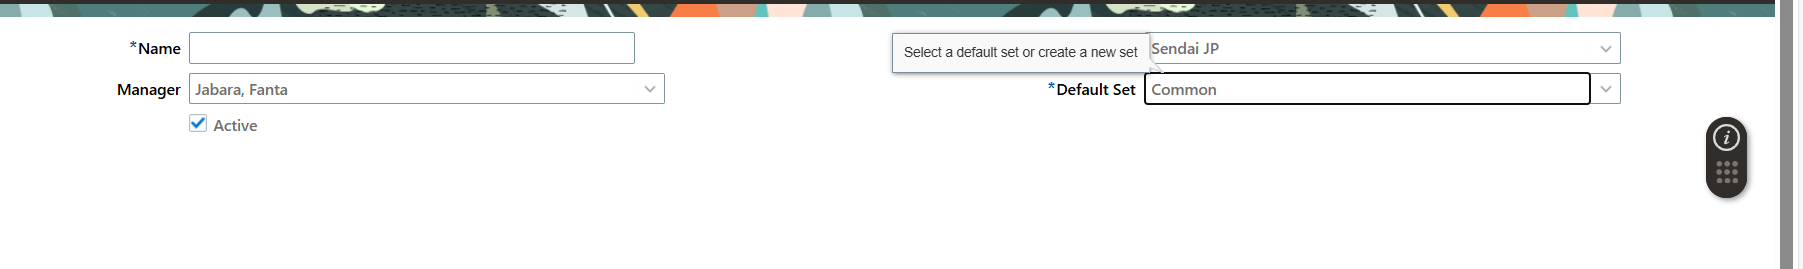 *Name
Select a default set or create a new set
Sendai JP
Manager Jabara, Fanta
*Default Set Common
Active
i